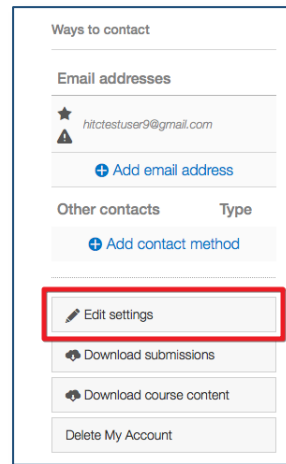 Ways to contact
Email addresses
hitctestuser9@gmail.com
Add email address
Other contacts Type
Add contact method
Edit settings
Download submissions
Download course content
Delete My Account